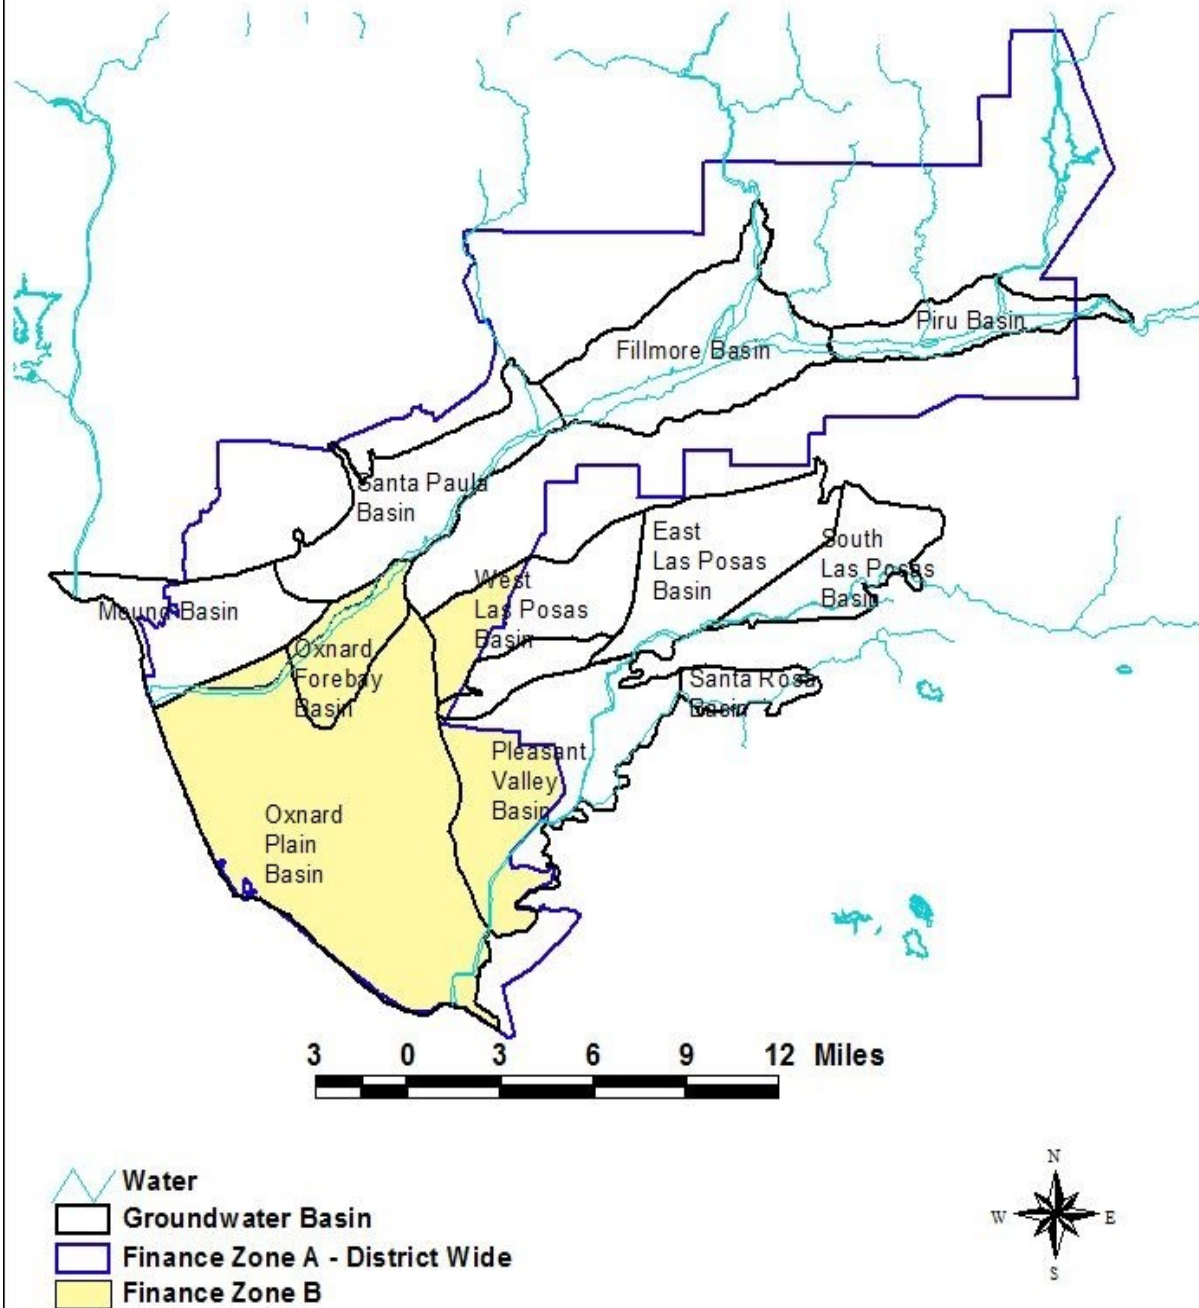 Piru Basin
Fillmore Basin
Santa Paula
Basin
East
Las Posas
Basin
South
Las Posas
Basin
West
Las Posas
Basin
Mound Basin
Oxnard
Forebay
Basin
Santa Rosa
Basin
Pleasant
Valley
Basin
Oxnard
Plain
Basin
3 0 3 6 9 12 Miles
Water
Groundwater Basin
Finance Zone A - District Wide
Finance Zone B
N
W E
S